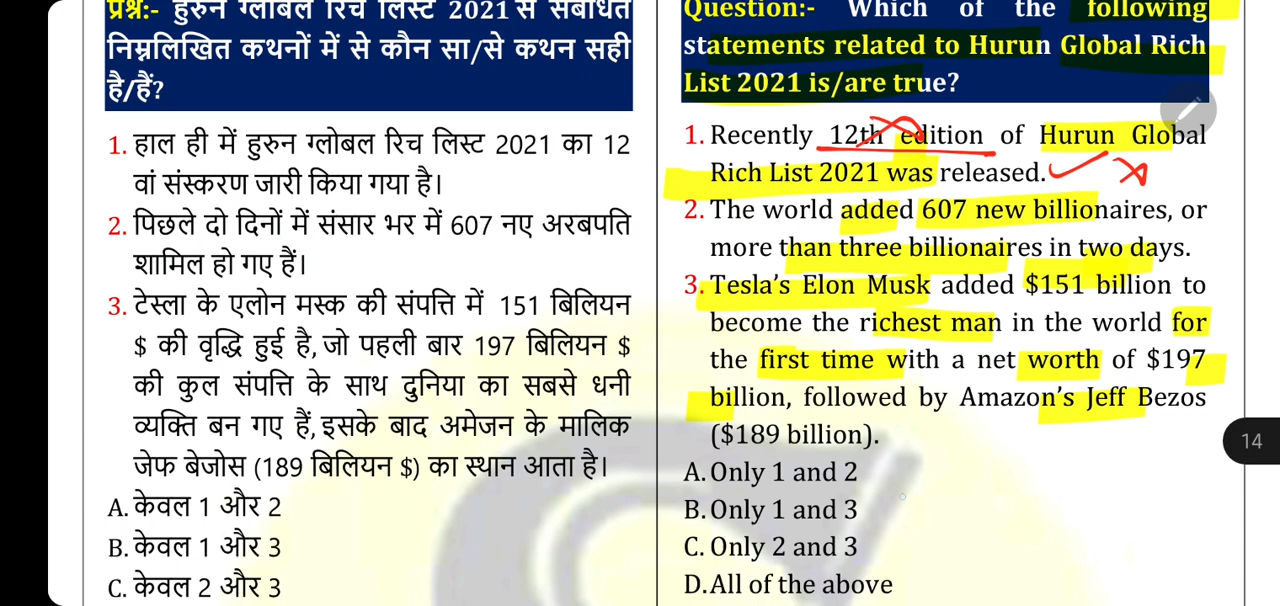 प्रश्न:- हुरुन ग्लोबल रिच लिस्ट 2021 से संबंधित
निम्नलिखित कथनों में से कौन सा/से कथन सही
है/हैं?
1. हाल ही में हुरुन ग्लोबल रिच लिस्ट 2021 का 12
वां संस्करण जारी किया गया है।
2. पिछले दो दिनों में संसार भर में 607 नए अरबपति
शामिल हो गए हैं।
3. टेस्ला के एलोन मस्क की संपत्ति में 151 बिलियन
$ की वृद्धि हुई है, जो पहली बार 197 बिलियन $
की कुल संपत्ति के साथ दुनिया का सबसे धनी
व्यक्ति बन गए हैं, इसके बाद अमेजन के मालिक
जेफ बेजोस (189 बिलियन $) का स्थान आता है।
A. केवल 1 और 2
B. केवल 1 और 3
C. केवल 2 और 3
Question:- Which of the following
statements related to Hurun Global Rich
List 2021 is/are true?
1. Recently 12th edition of Hurun Global
Rich List 2021 was released.
2. The world added 607 new billionaires, or
more than three billionaires in two days.
3. Tesla's Elon Musk added $151 billion to
become the richest man in the world for
the first time with a net worth of $197
billion, followed by Amazon's Jeff Bezos
($189 billion).
A. Only 1 and 2
B. Only 1 and 3
C. Only 2 and 3
D. All of the above
14